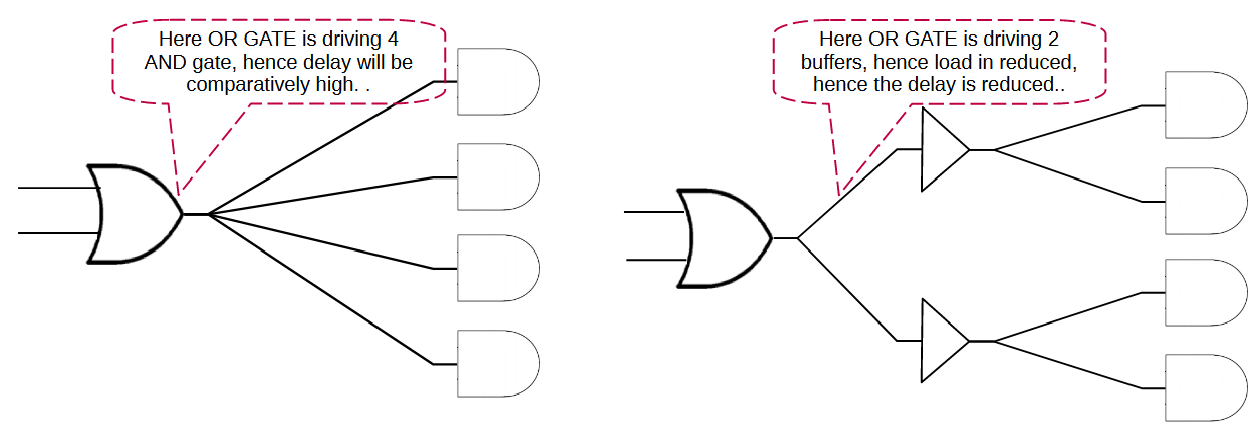 Here OR GATE is driving 4
AND gate, hence delay will be
comparatively high. .
Here OR GATE is driving 2
buffers, hence load in reduced,
hence the delay is reduced..